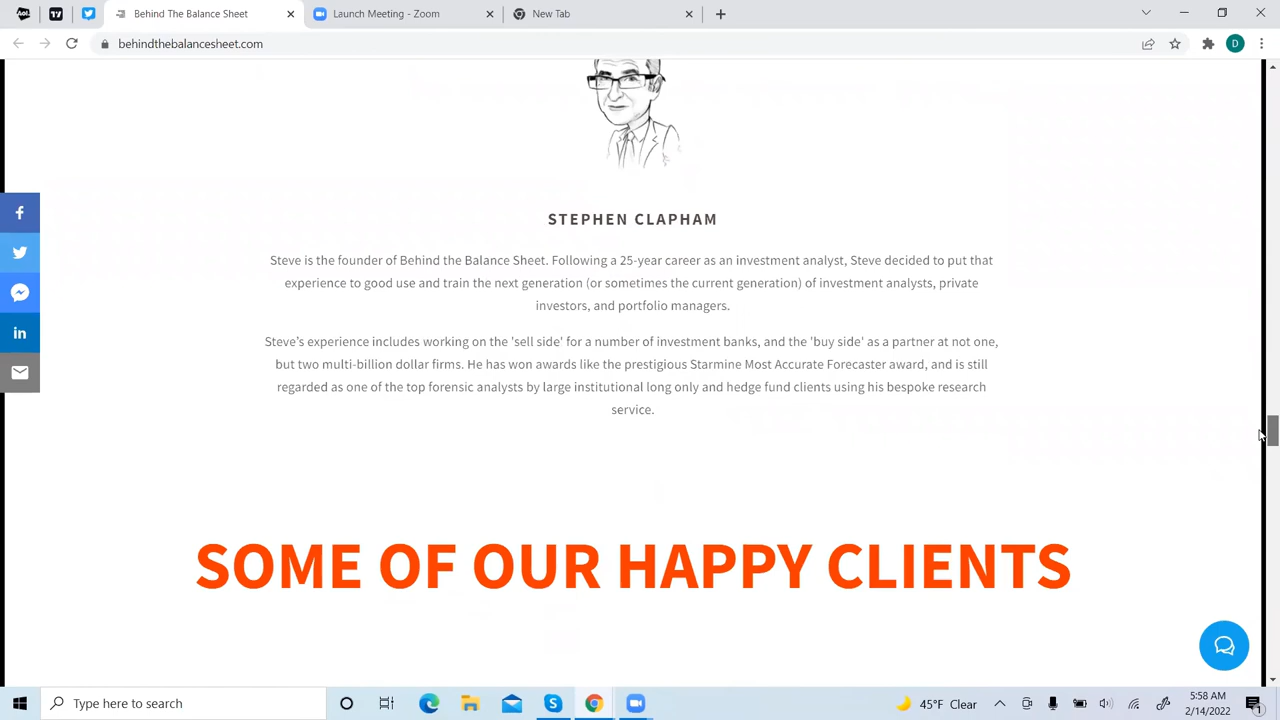 Behind The Balance Sheet
Launch Meeting - Zoom
New Tab
behindthebalancesheet.com
D
STEPHEN CLAPHAM
Steve is the founder of Behind the Balance Sheet. Following a 25-year career as an investment analyst, Steve decided to put that
experience to good use and train the next generation (or sometimes the current generation) of investment analysts, private
investors, and portfolio managers.
Steve's experience includes working on the 'sell side' for a number of investment banks, and the 'buy side' as a partner at not one,
but two multi-billion dollar firms. He has won awards like the prestigious Starmine Most Accurate Forecaster award, and is still
regarded as one of the top forensic analysts by large institutional long only and hedge fund clients using his bespoke research
service.
SOME OF OUR HAPPY CLIENTS
Type here to search
45°F Clear
5:58 AM
2/14/2022
1